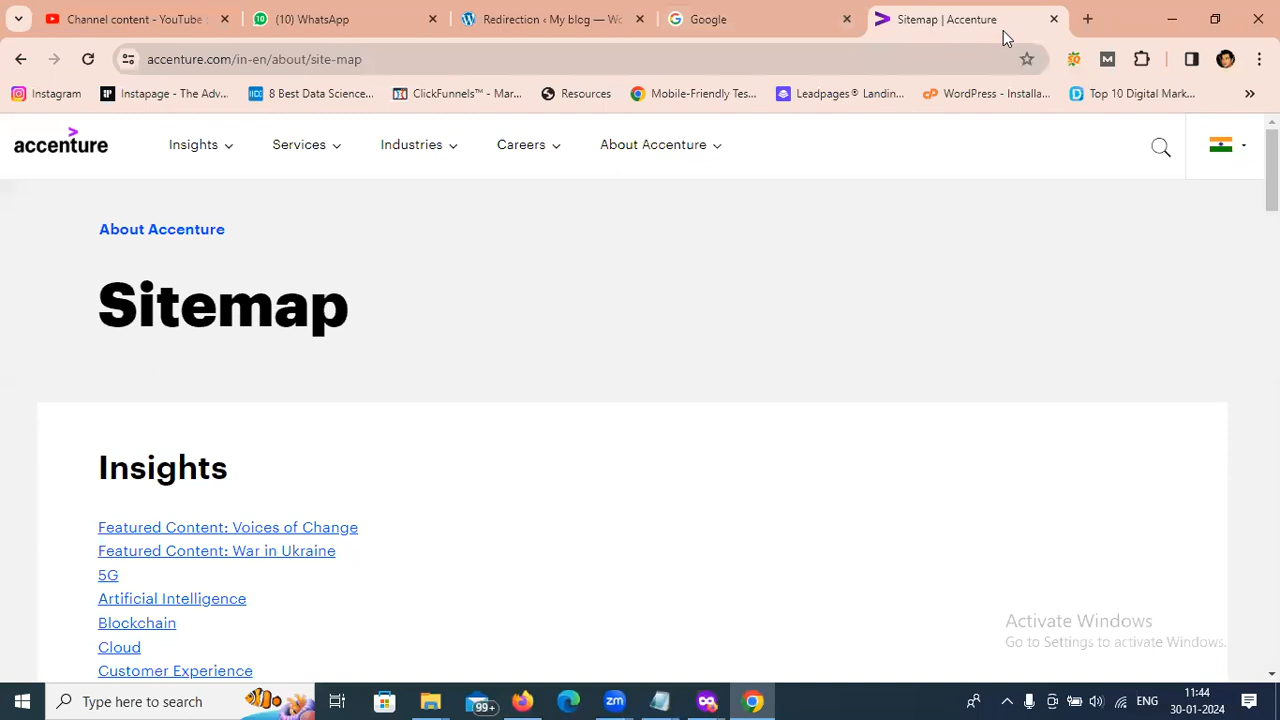 Channel content - YouTube
(10) WhatsApp
Redirection ‹ My blog — Wo
Google
Sitemap | Accenture
accenture.com/in-en/about/site-map
Instagram
Instapage - The Adv...
8 Best Data Science...
ClickFunnels™ - Mar...
Resources
Mobile-Friendly Tes...
Leadpages® Landin...
WordPress - Installa...
Top 10 Digital Mark...
accenture
Insights
Services
Industries
Careers
About Accenture
About Accenture
Sitemap
Insights
Featured Content: Voices of Change
Featured Content: War in Ukraine
5G
Artificial Intelligence
Blockchain
Cloud
Customer Experience
Activate Windows
Go to Settings to activate Windows.
Type here to search
99+
zm
ENG
11:44
30-01-2024